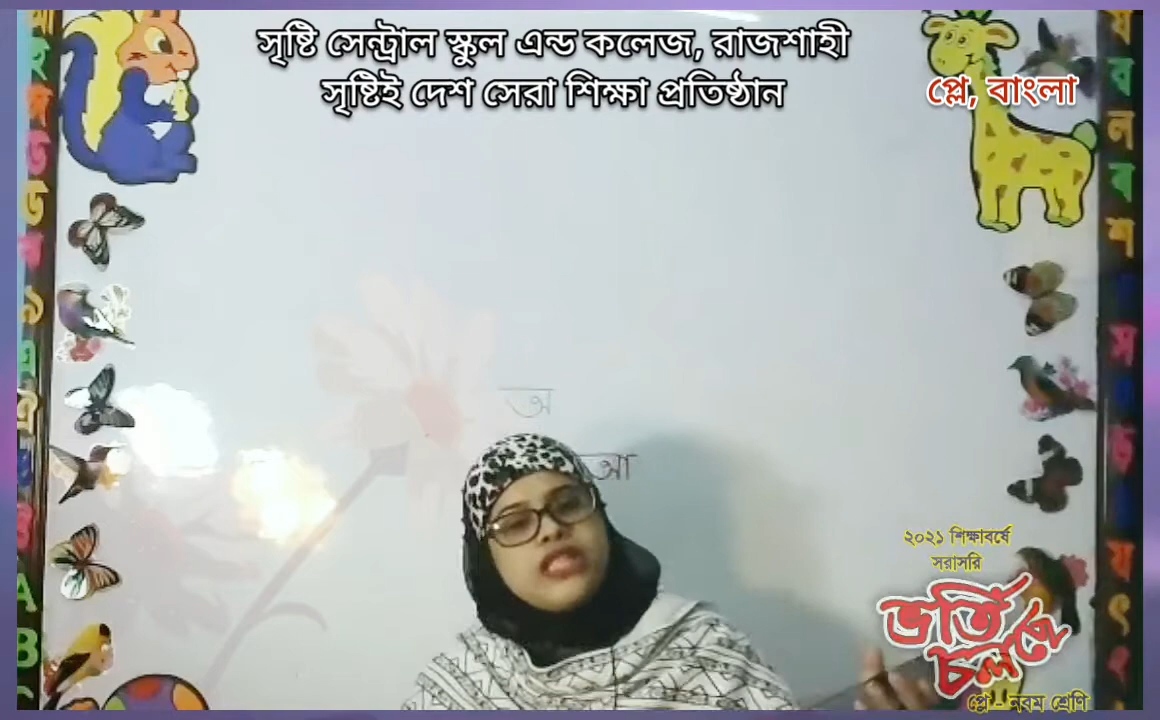 সৃষ্টি সেন্ট্রাল স্কুল এন্ড কলেজ, রাজশাহী
সৃষ্টিই দেশ সেরা শিক্ষা প্রতিষ্ঠান
প্লে, বাংলা
অ
আ
২০২১ শিক্ষাবর্ষে
সরাসরি
ভর্তি
চলছে
প্লে - নবম শ্রেণি